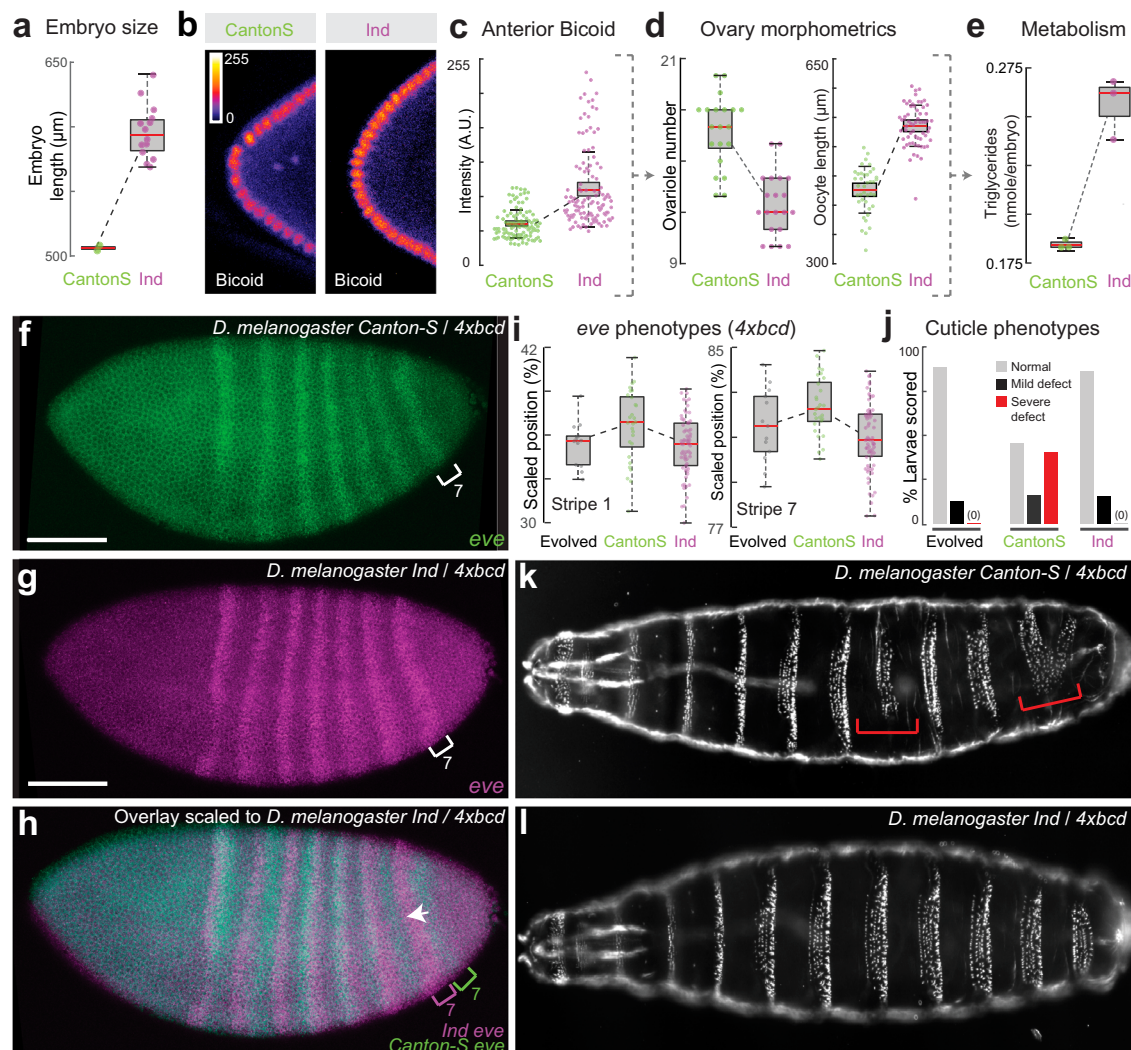 a Embryo size
650
Embryo
length (µm)
500
CantonS Ind
b CantonS Ind
255
0
Bicoid Bicoid
c Anterior Bicoid
255
Intensity (A.U.)
0
CantonS Ind
d Ovary morphometrics
21
Ovariole number
9
CantonS Ind
650
Oocyte length (µm)
300
CantonS Ind
e Metabolism
0.275
Triglycerides
(nmole/embryo)
0.175
CantonS Ind
f D. melanogaster Canton-S / 4xbcd
7
eve
g D. melanogaster Ind / 4xbcd
7
eve
h Overlay scaled to D. melanogaster Ind / 4xbcd
7
7
Ind eve
Canton-S eve
i eve phenotypes (4xbcd)
42
Scaled position (%)
30
Stripe 1
Evolved CantonS Ind
85
Scaled position (%)
77
Stripe 7
Evolved CantonS Ind
j Cuticle phenotypes
100
% Larvae scored
0
Normal
Mild defect
Severe
defect
(0) (0)
Evolved CantonS Ind
k D. melanogaster Canton-S / 4xbcd
l D. melanogaster Ind / 4xbcd